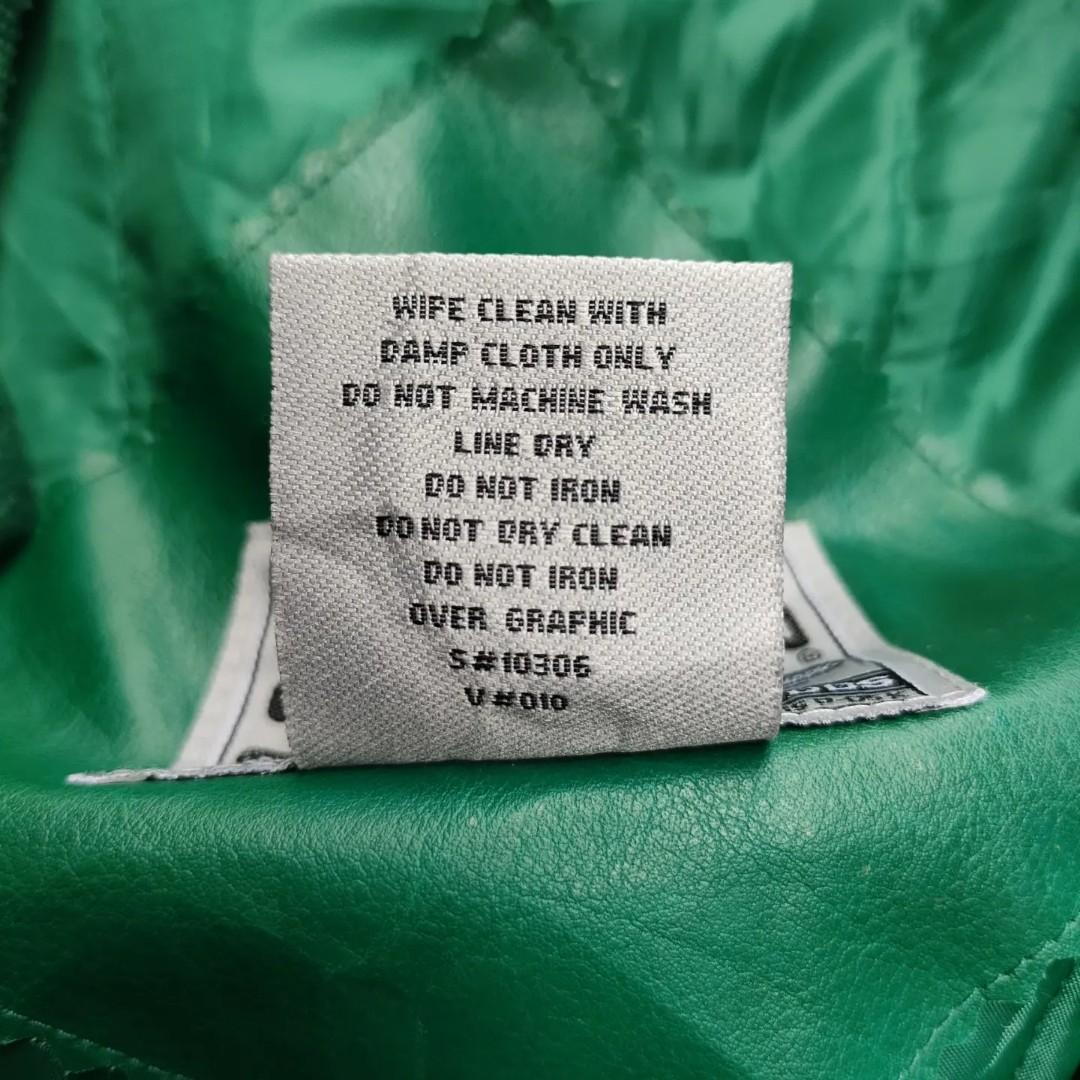 WIPE CLEAN WITH
DAMP CLOTH ONLY
DO NOT MACHINE WASH
LINE DRY
DO NOT IRON
DO NOT DRY CLEAN
DO NOT IRON
OVER GRAPHIC
S#10306
V#010